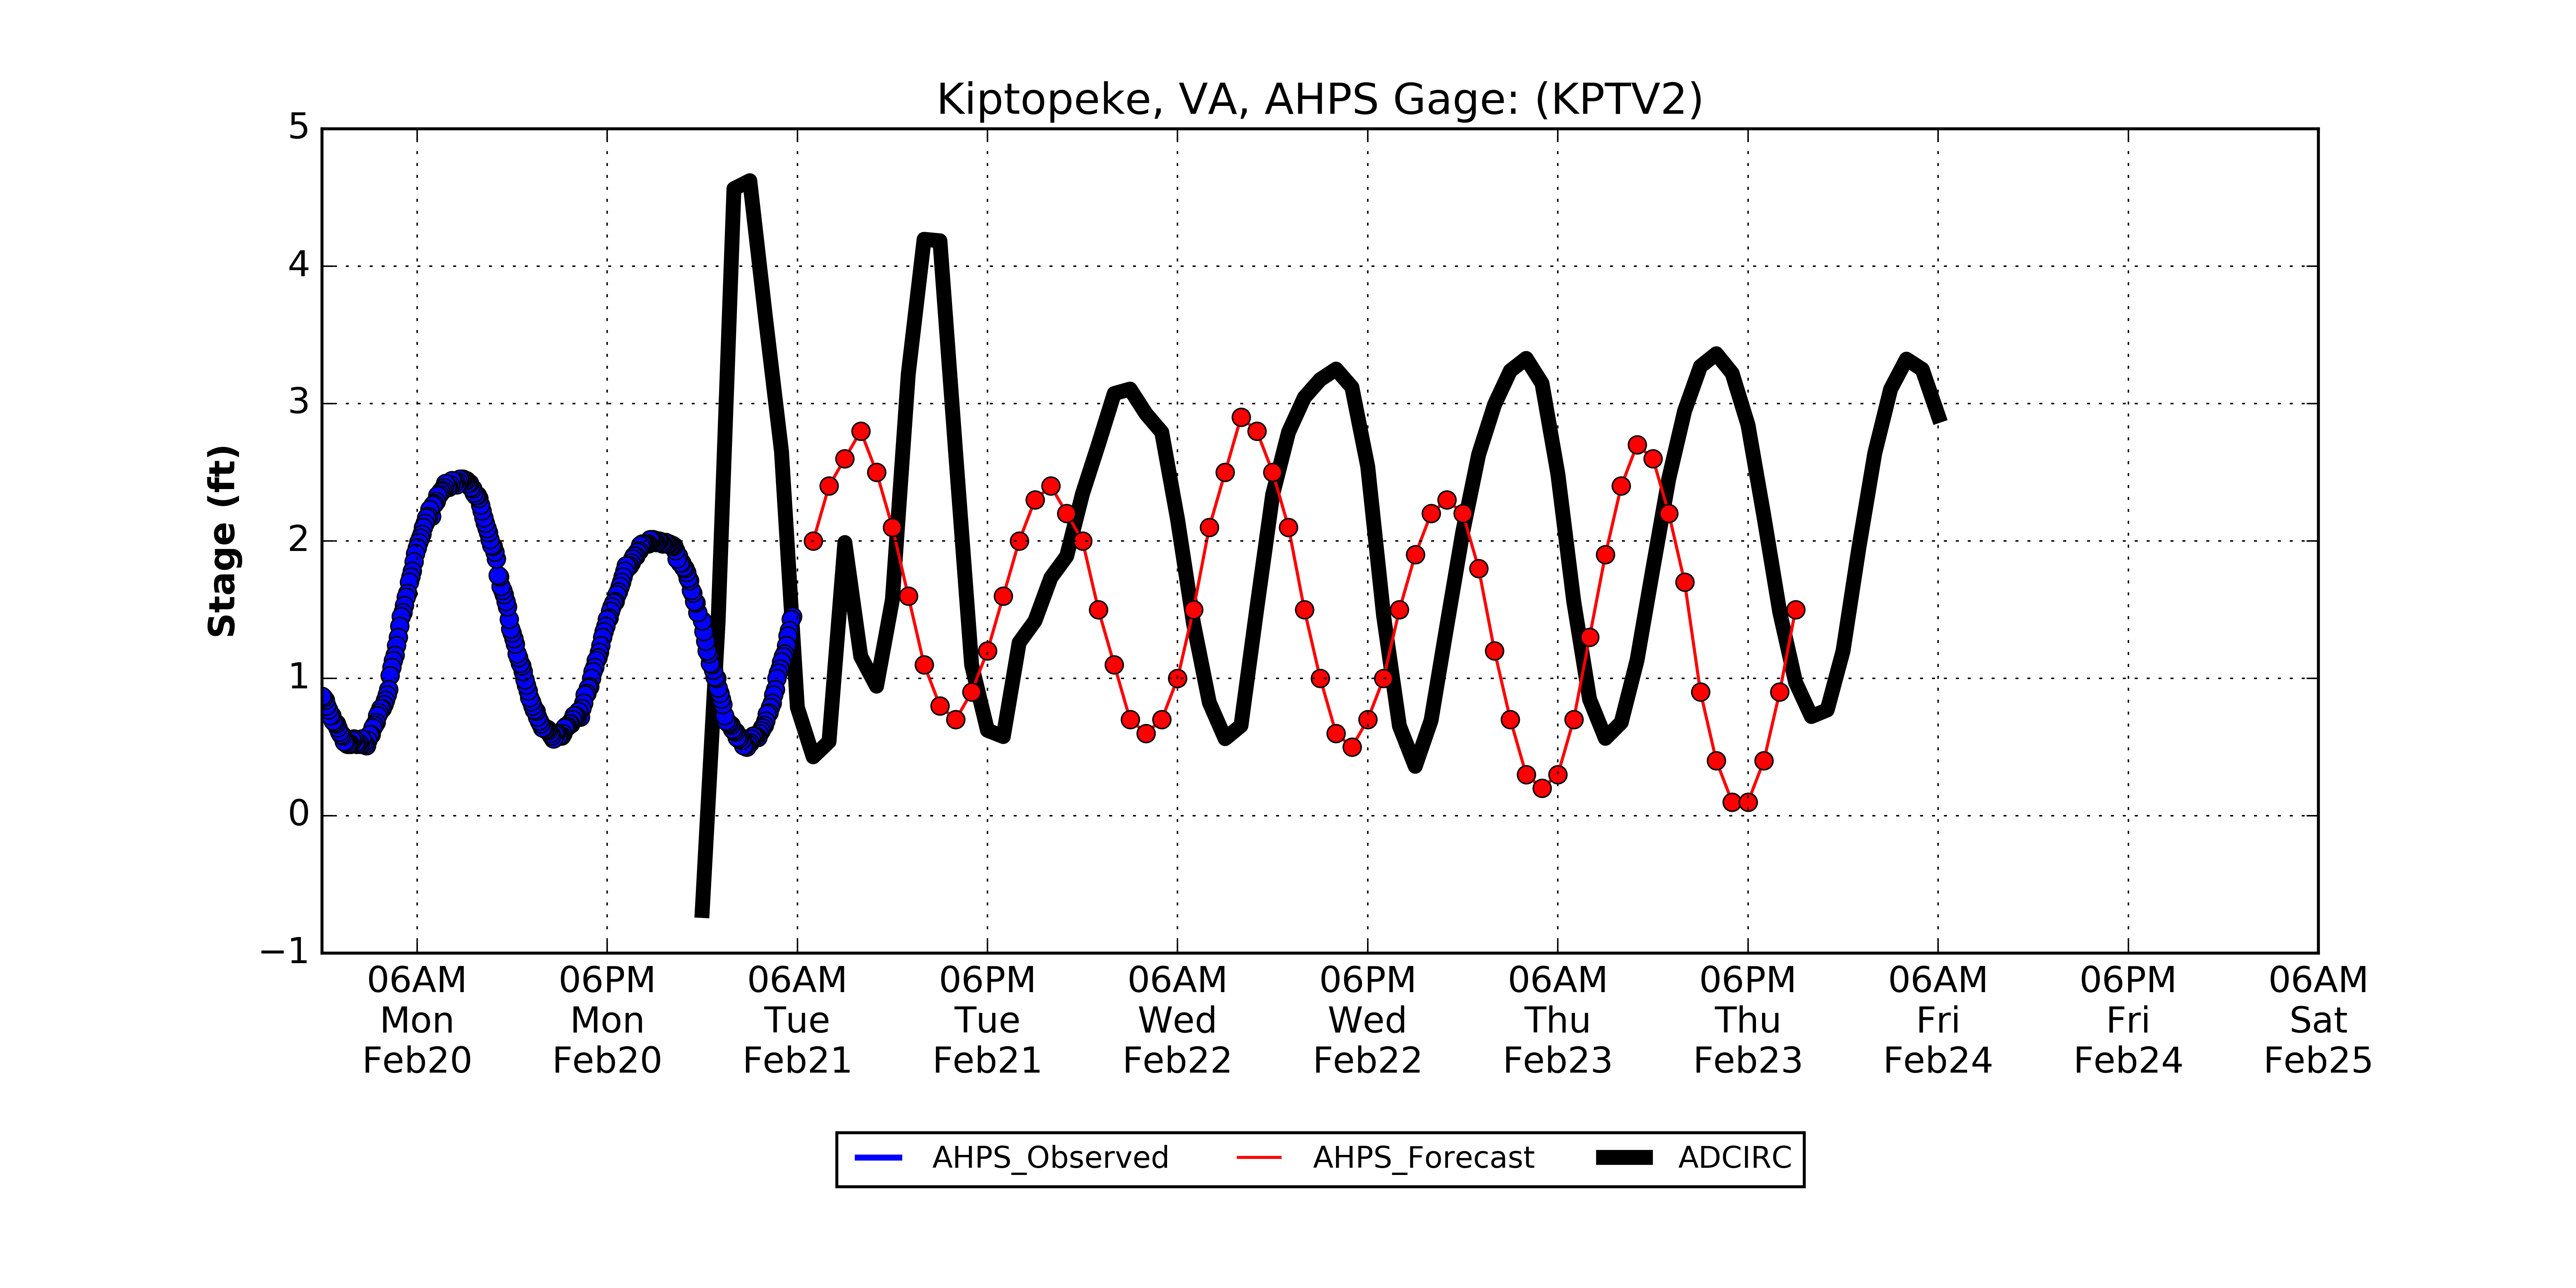 Kiptopeke, VA, AHPS Gage: (KPTV2)
5
4
3
2
1
0
−1
Stage (ft)
06AM 06PM 06AM 06PM 06AM 06PM 06AM 06PM 06AM 06PM 06AM
Mon Mon Tue Tue Wed Wed Thu Thu Fri Fri Sat
Feb20 Feb20 Feb21 Feb21 Feb22 Feb22 Feb23 Feb23 Feb24 Feb24 Feb25
AHPS_Observed AHPS_Forecast ADCIRC